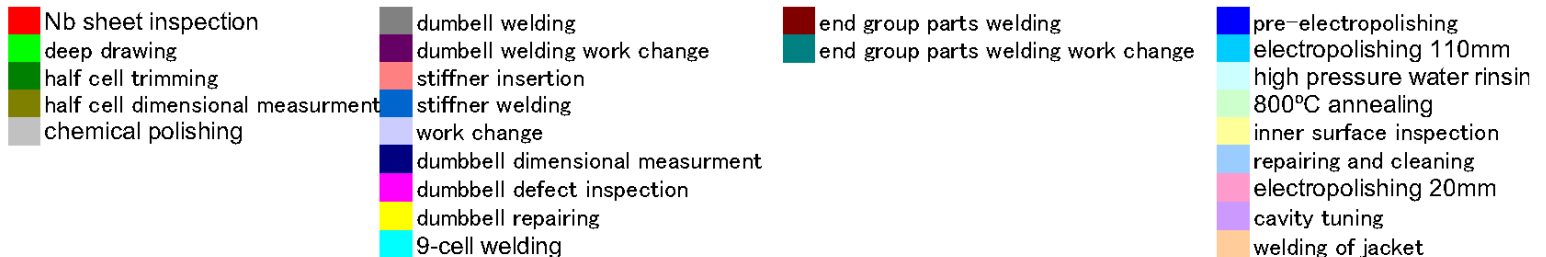 Nb sheet inspection
deep drawing
half cell trimming
half cell dimensional measurment
chemical polishing
dumbell welding
dumbell welding work change
stiffner insertion
stiffner welding
work change
dumbbell dimensional measurment
dumbbell defect inspection
dumbbell repairing
9-cell welding
end group parts welding
end group parts welding work change
pre-electropolishing
electropolishing 110mm
high pressure water rinsin
800ºC annealing
inner surface inspection
repairing and cleaning
electropolishing 20mm
cavity tuning
welding of jacket